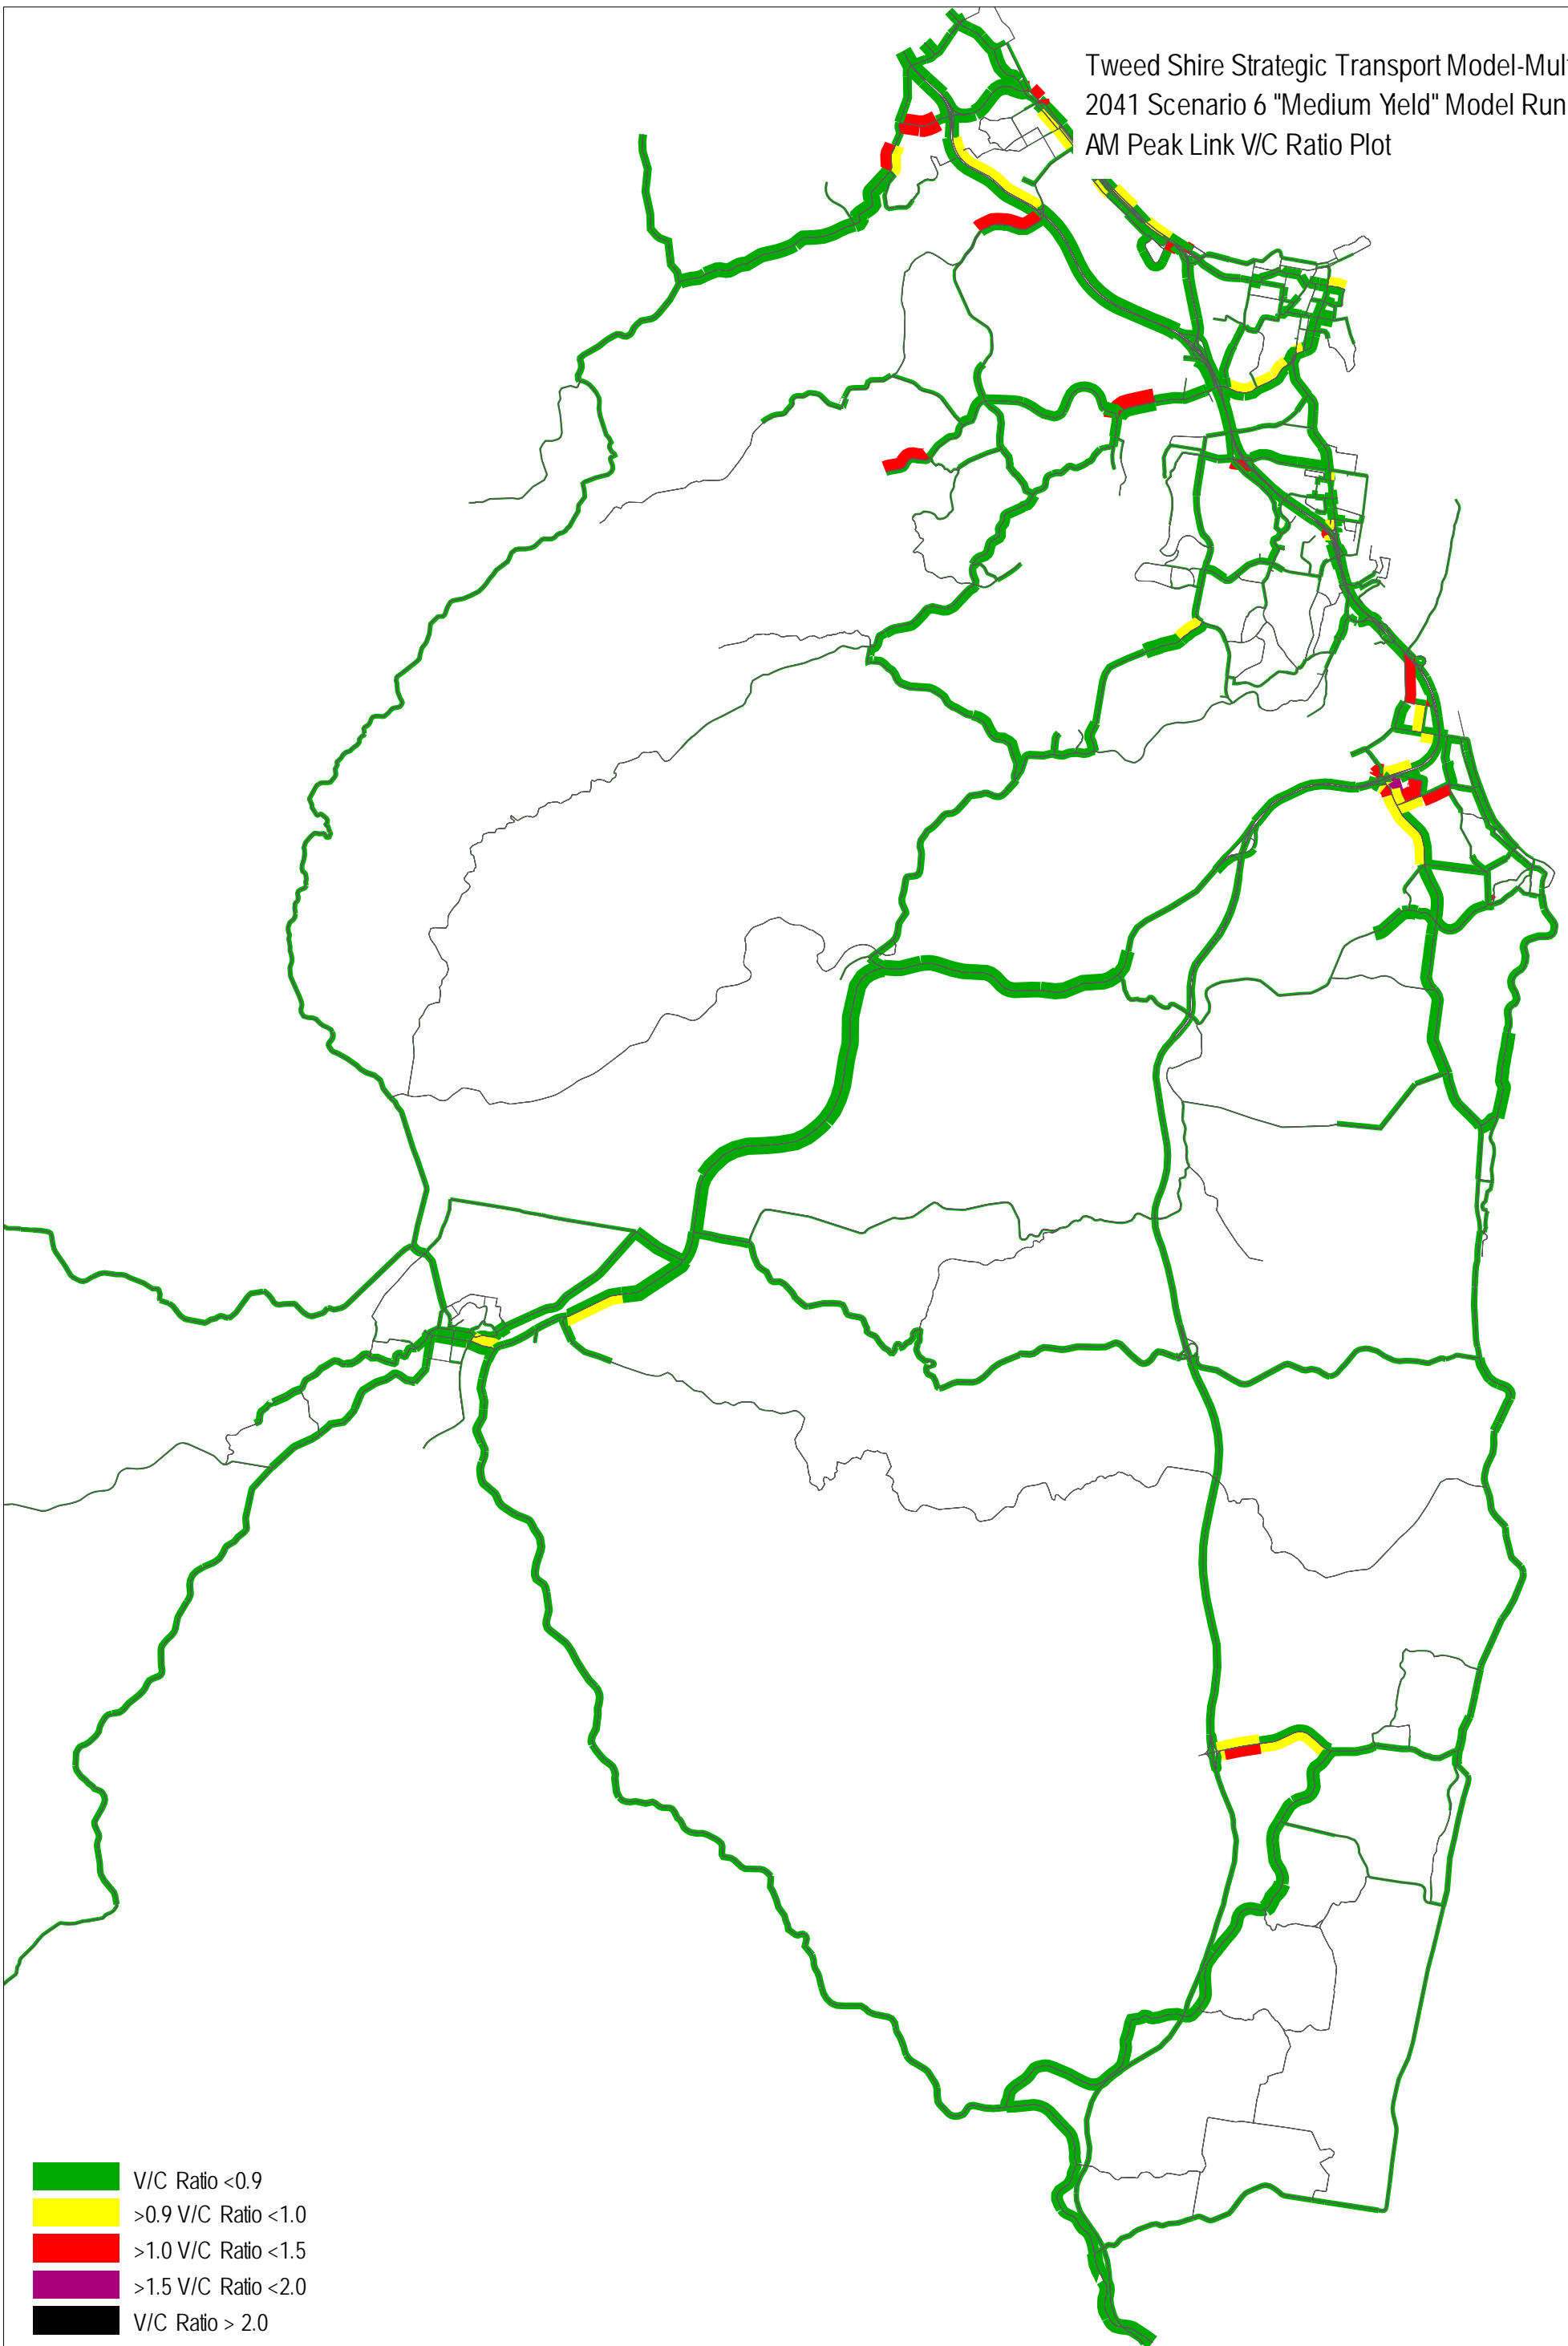 Tweed Shire Strategic Transport Model-Mul
2041 Scenario 6 "Medium Yield" Model Run
AM Peak Link V/C Ratio Plot
V/C Ratio <0.9
>0.9 V/C Ratio <1.0
>1.0 V/C Ratio <1.5
>1.5 V/C Ratio <2.0
V/C Ratio > 2.0